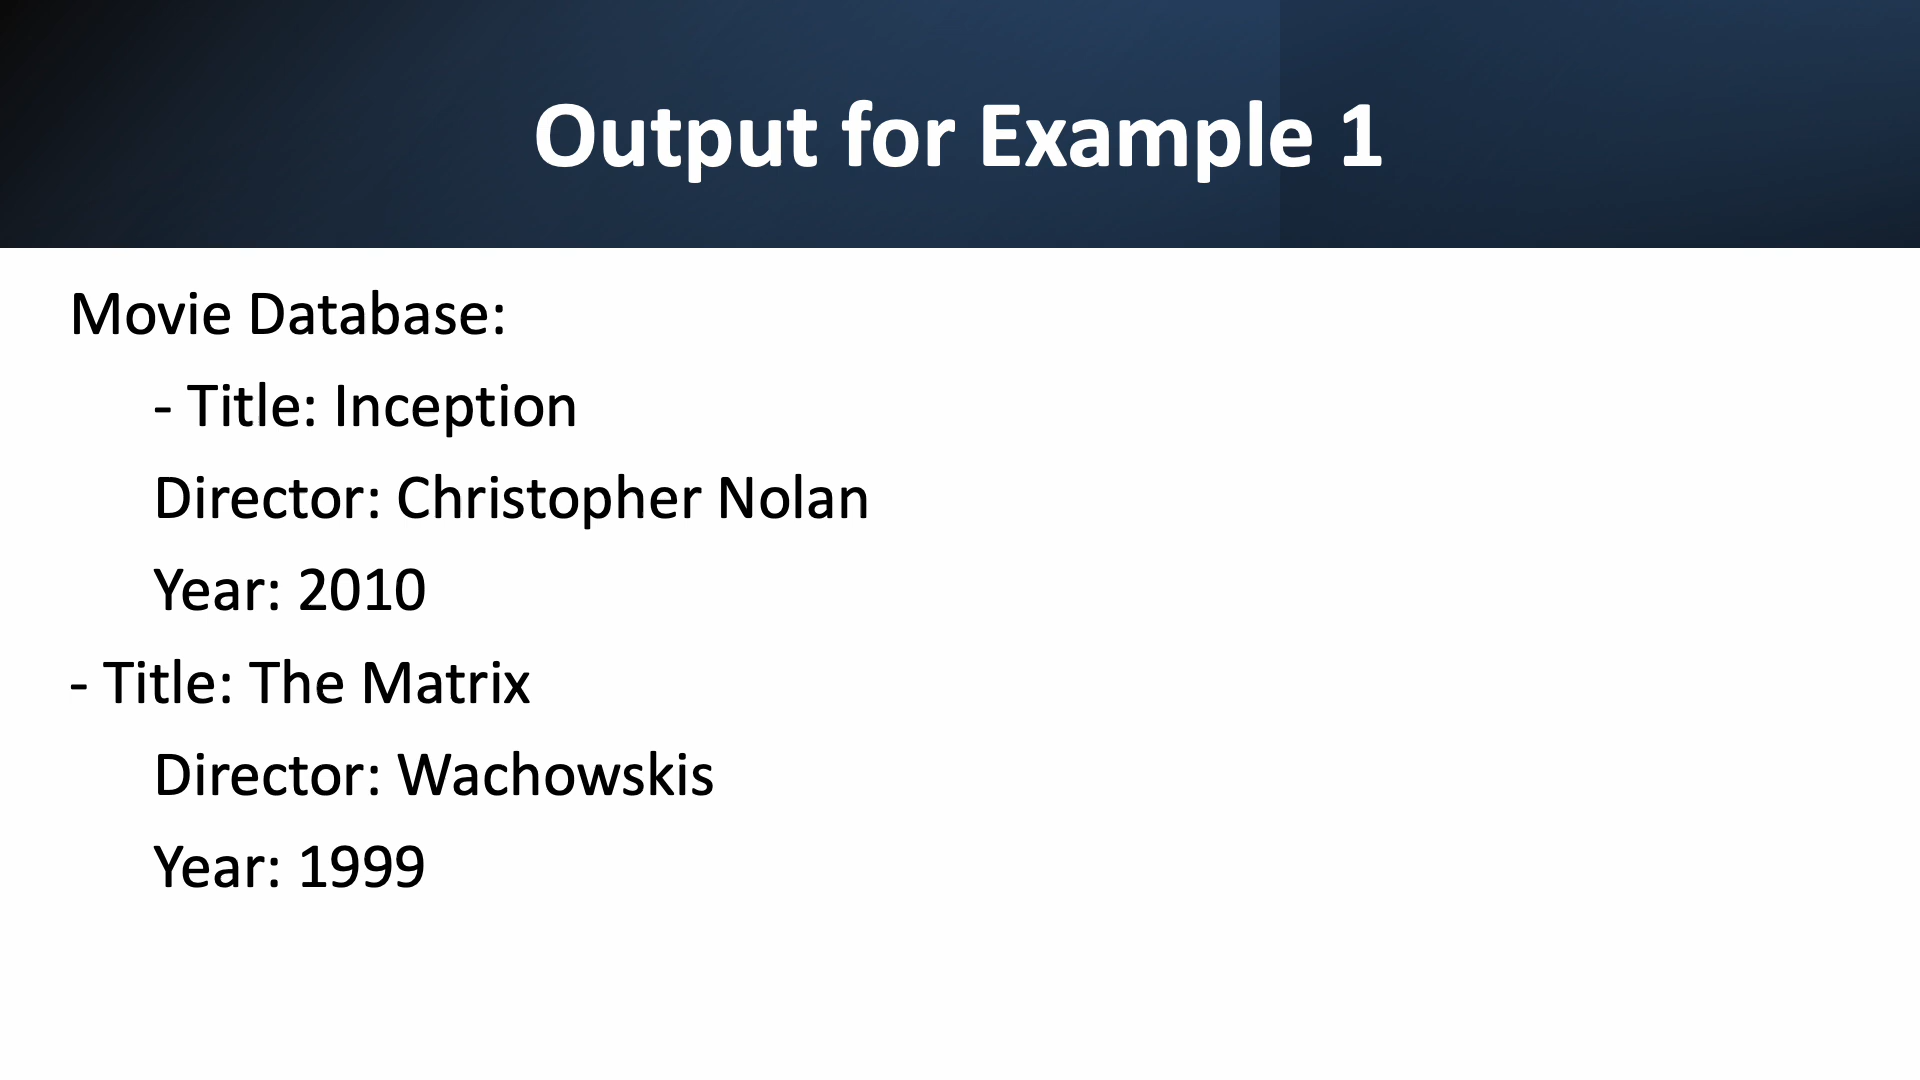 Output for Example 1
Movie Database:
- Title: Inception
Director: Christopher Nolan
Year: 2010
- Title: The Matrix
Director: Wachowskis
Year: 1999